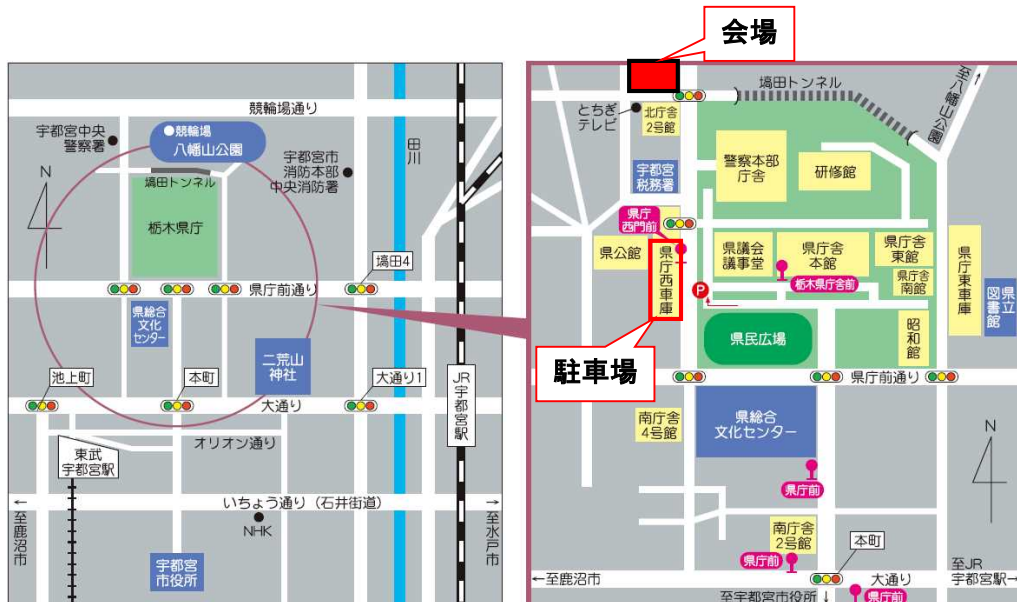 会場
競輪場通り
宇都宮中央
警察署
競輪場
八幡山公園
宇都宮市
消防本部
中央消防署
田川
N
塙田トンネル
栃木県庁
塙田4
県庁前通り
県総合
文化
センター
二荒山
神社
池上町
本町
大通り1
大通り
JR宇都宮駅
オリオン通り
東武
宇都宮駅
いちょう通り(石井街道)
←至鹿沼市
NHK
→至水戸市
宇都宮
市役所
塙田トンネル
至八幡山公園→
とちぎ
テレビ
北庁舎
2号館
宇都宮
税務署
警察本部
庁舎
研修館
県庁
西門前
県公館
県庁西車庫
県議会
議事堂
県庁舎
本館
県庁舎
東館
県庁舎
南館
栃木県庁舎前
県庁東車庫
県立
図書館
P
県民広場
昭和館
駐車場
県庁前通り
南庁舎
4号館
県総合
文化センター
N
県庁前
南庁舎
2号館
本町
県庁前
←至鹿沼市
大通り
至JR
宇都宮駅→
至宇都宮市役所↓
県庁前